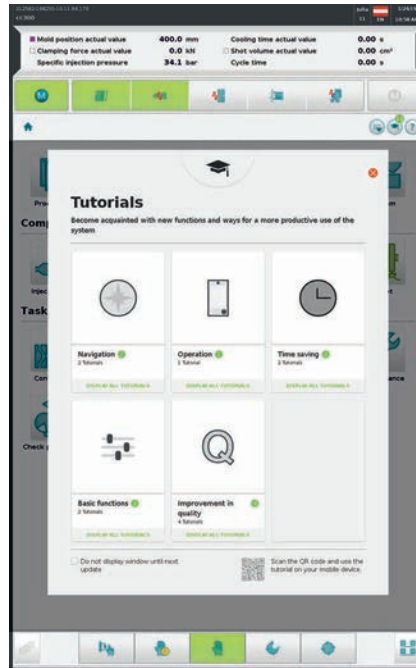 Mold position actual value 400.0 mm Cooling time actual value 0.00 s
Clamping force actual value 0.0 kN Shot volume actual value 0.00 cm³
Specific injection pressure 34.1 bar Cycle time 0.00 s
EN
M
?
Tutorials
Become acquainted with new functions and ways for a more productive use of the
system
Navigation
Operation
Time saving
1 Tutorial
2 Tutorials
DISPLAY ALL TUTORIALS
DISPLAY ALL TUTORIALS
DISPLAY ALL TUTORIALS
Task
Check
Q
Basic functions
Improvement in
quality
2 Tutorials
4 Tutorials
DISPLAY ALL TUTORIALS
DISPLAY ALL TUTORIALS
Do not display window until next
update
Scan the QR code and use the
tutorial on your mobile device.